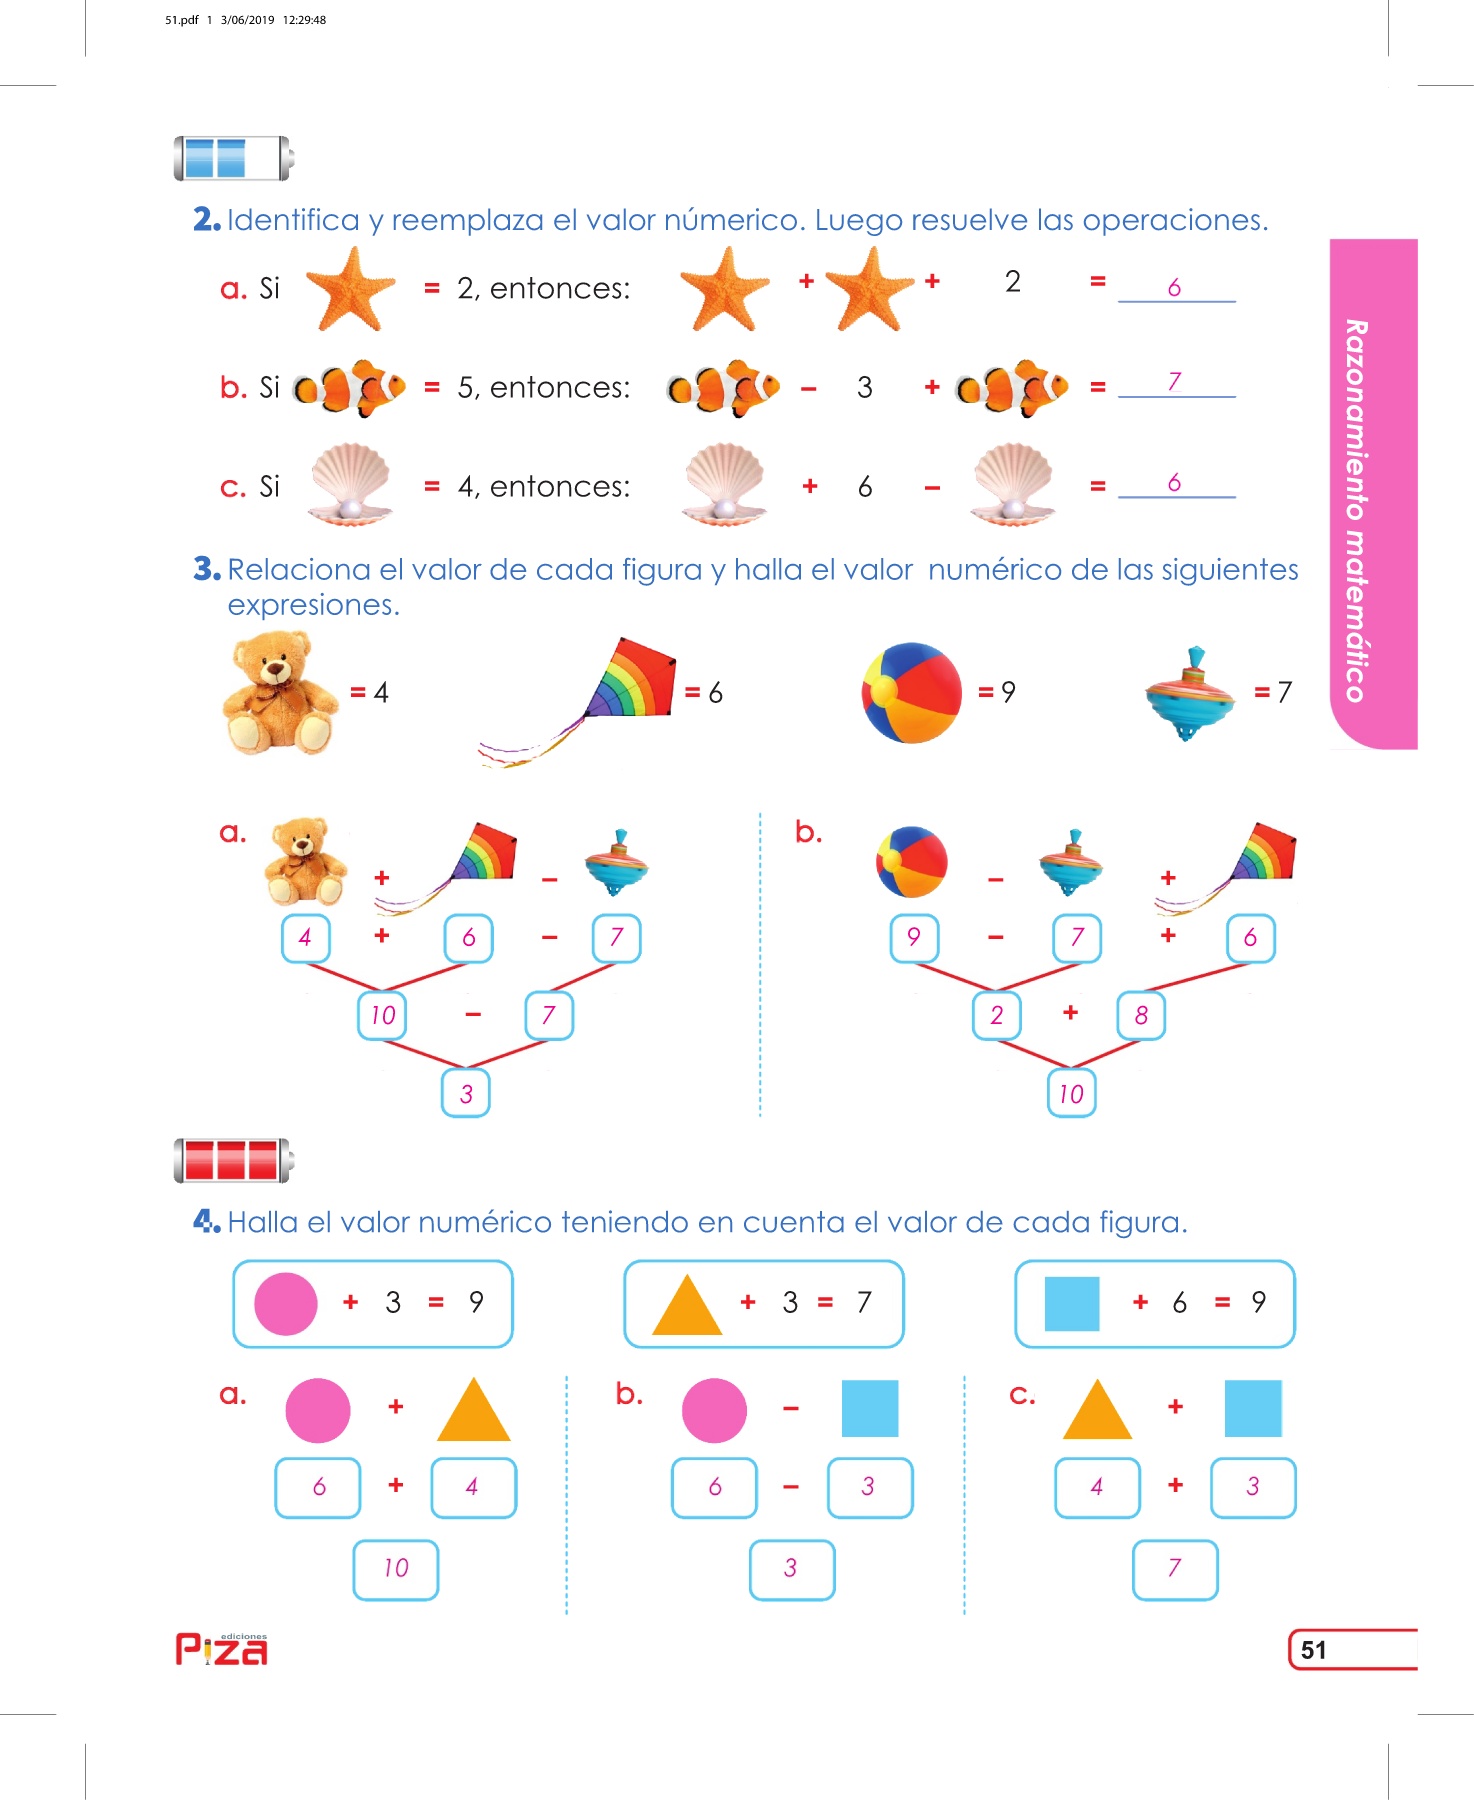 51.pdf 1 3/06/2019 12:29:48
2. Identifica y reemplaza el valor númerico. Luego resuelve las operaciones.
a. Si = 2, entonces: + + 2 = 6
b. Si = 5, entonces: - 3 + = 7
c. Si = 4, entonces: + 6 - = 6
Razonamiento matemático
3. Relaciona el valor de cada figura y halla el valor numérico de las siguientes
expresiones.
= 4 = 6 = 9 = 7
a. + -
4 + 6 - 7
10 - 7
3
b. - +
9 - 7 + 6
2 + 8
10
4. Halla el valor numérico teniendo en cuenta el valor de cada figura.
+ 3 = 9
+ 3 = 7
+ 6 = 9
a. +
6 + 4
10
b. -
6 - 3
3
c. +
4 + 3
7
ediciones
Piza
51